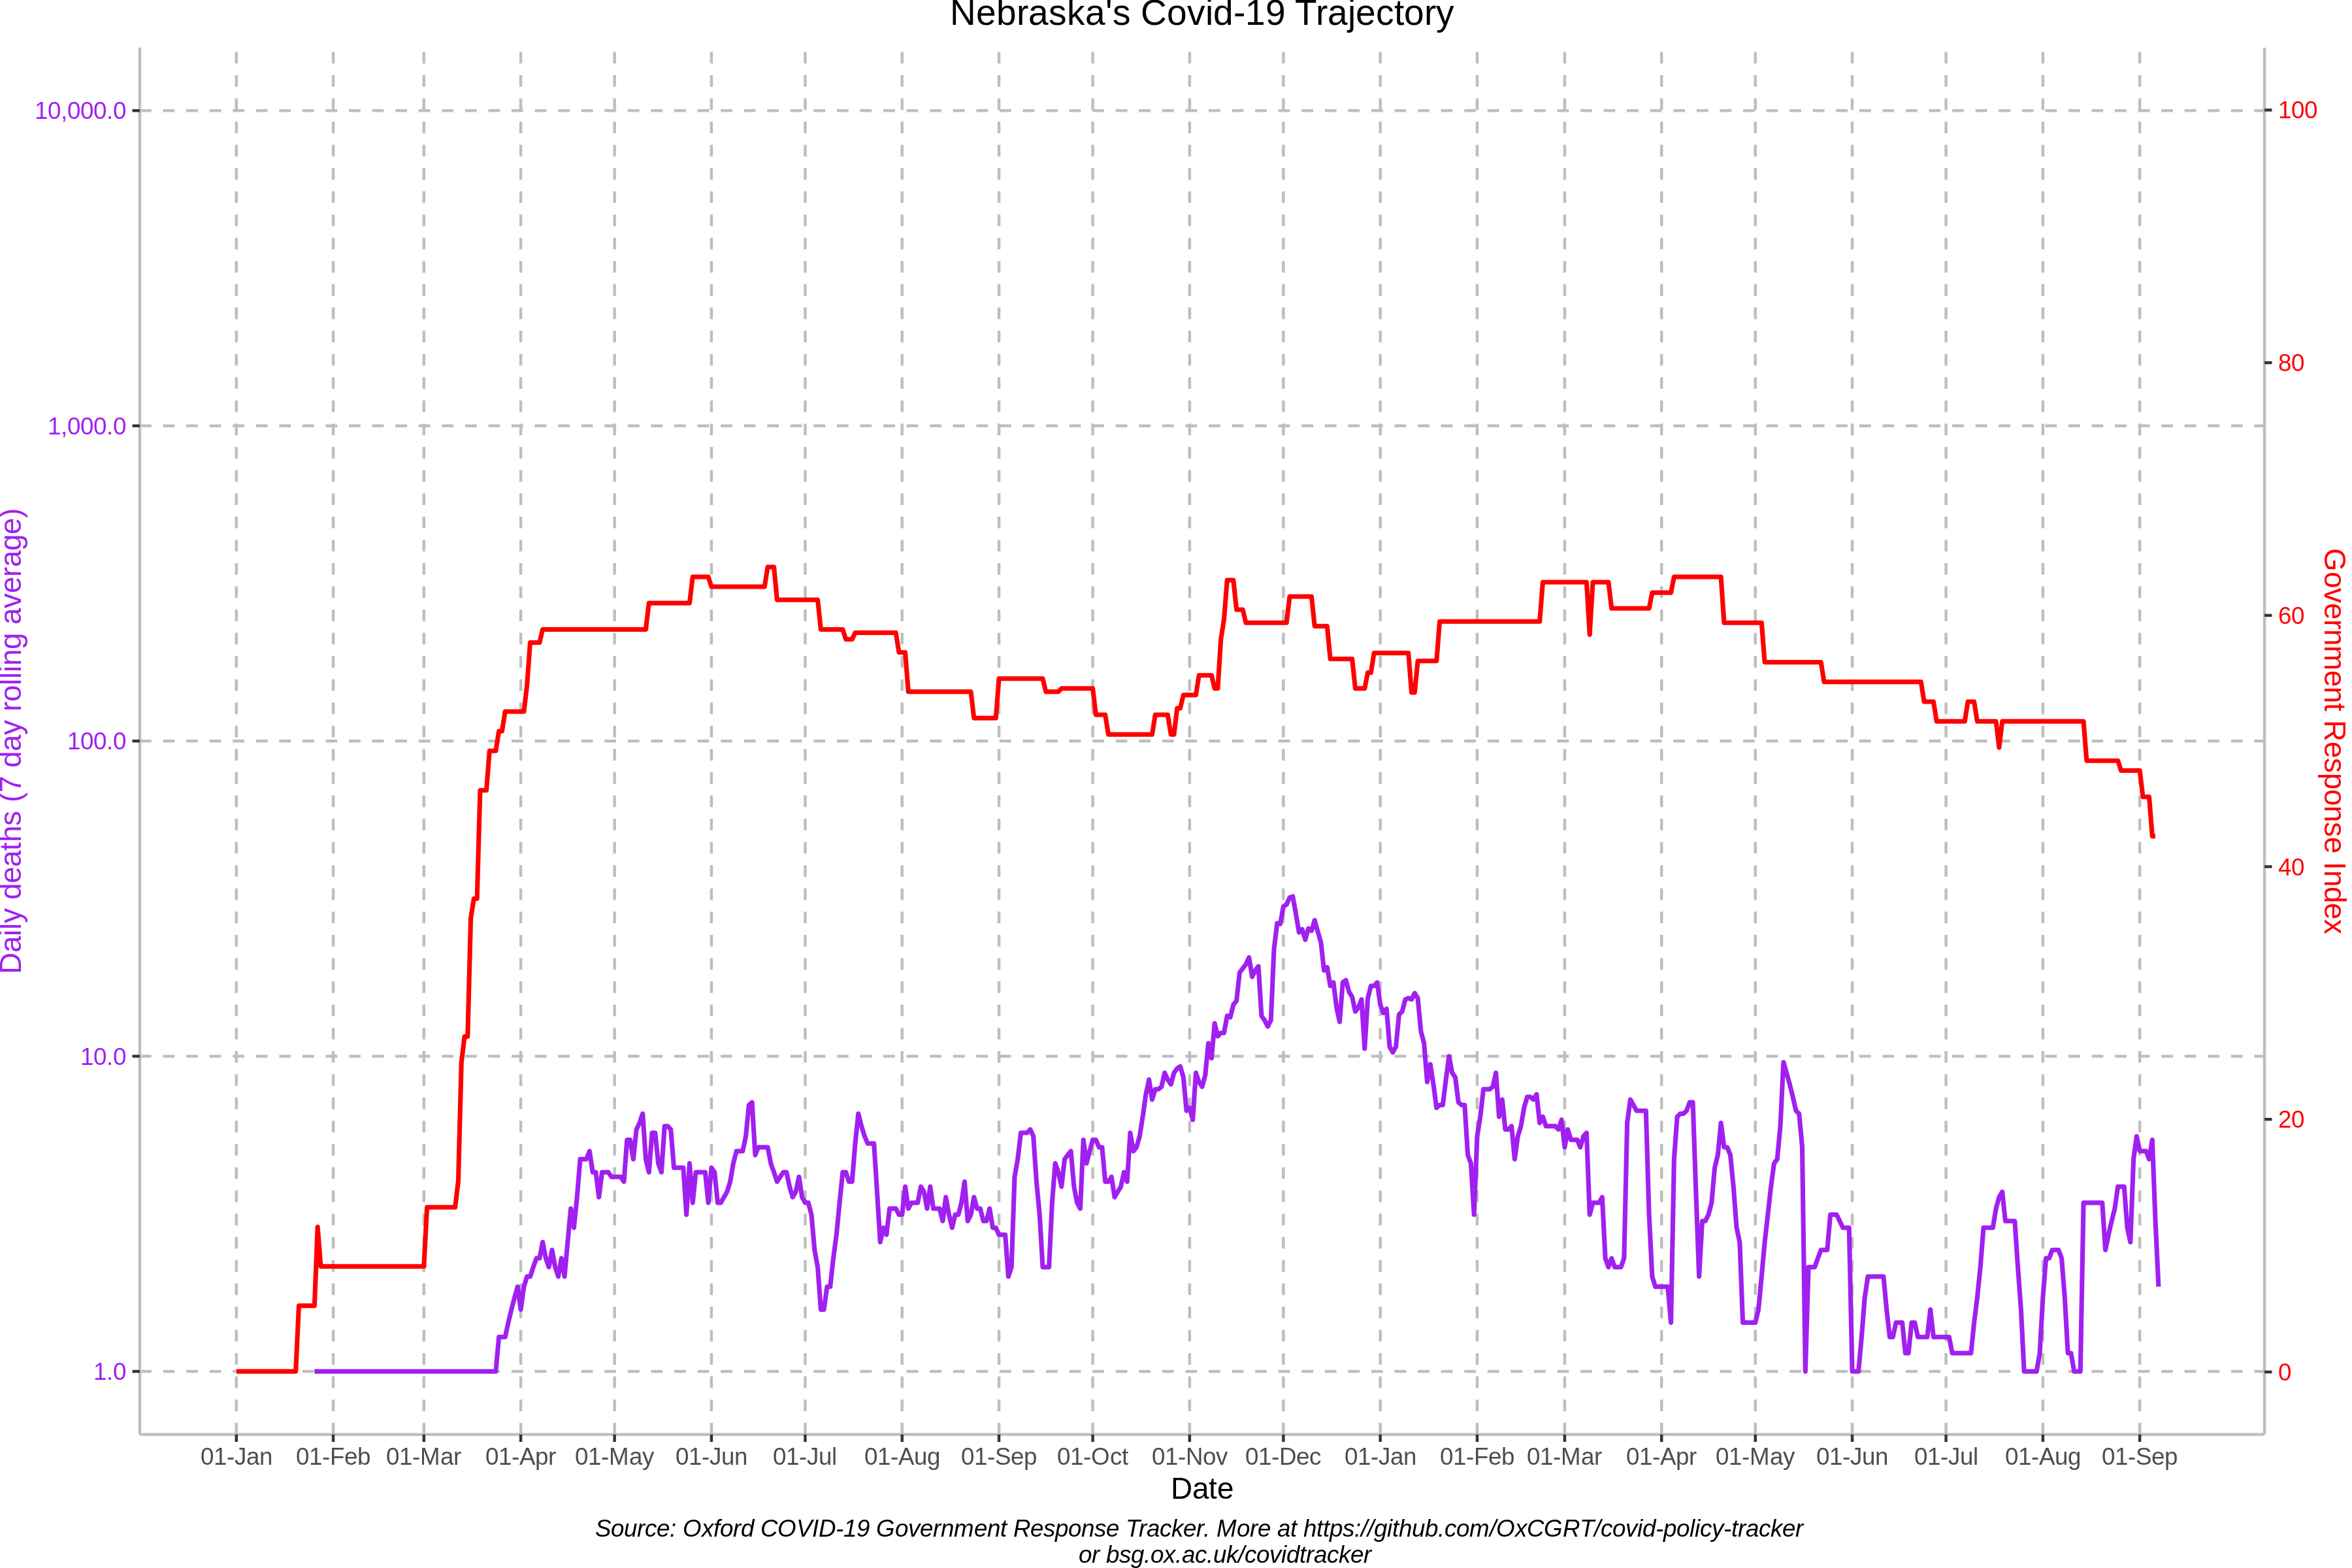 Nebraska's Covid-19 Trajectory
10,000.0
1,000.0
100.0
10.0
1.0
Daily deaths (7 day rolling average)
100
80
60
40
20
0
Government Response Index
01-Jan 01-Feb 01-Mar 01-Apr 01-May 01-Jun 01-Jul 01-Aug 01-Sep 01-Oct 01-Nov 01-Dec 01-Jan 01-Feb 01-Mar 01-Apr 01-May 01-Jun 01-Jul 01-Aug 01-Sep
Date
Source: Oxford COVID-19 Government Response Tracker. More at https://github.com/OxCGRT/covid-policy-tracker
or bsg.ox.ac.uk/covidtracker